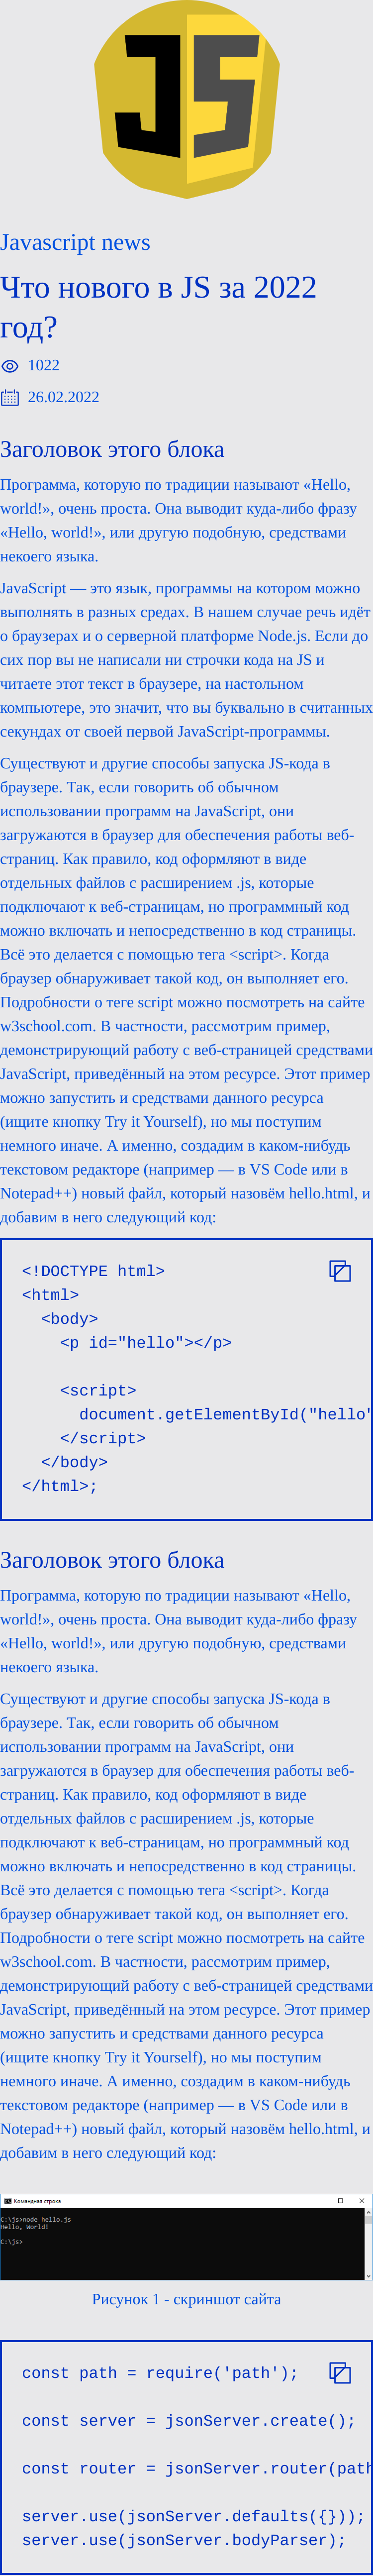 JS
Javascript news
Что нового в JS за 2022
год?
1022
26.02.2022
Заголовок этого блока
Программа, которую по традиции называют «Hello,
world!», очень проста. Она выводит куда-либо фразу
«Hello, world!», или другую подобную, средствами
некоего языка.
JavaScript — это язык, программы на котором можно
выполнять в разных средах. В нашем случае речь идёт
о браузерах и о серверной платформе Node.js. Если до
сих пор вы не написали ни строчки кода на JS и
читаете этот текст в браузере, на настольном
компьютере, это значит, что вы буквально в считанных
секундах от своей первой JavaScript-программы.
Существуют и другие способы запуска JS-кода в
браузере. Так, если говорить об обычном
использовании программ на JavaScript, они
загружаются в браузер для обеспечения работы веб-
страниц. Как правило, код оформляют в виде
отдельных файлов с расширением .js, которые
подключают к веб-страницам, но программный код
можно включать и непосредственно в код страницы.
Всё это делается с помощью тега <script>. Когда
браузер обнаруживает такой код, он выполняет его.
Подробности о теге script можно посмотреть на сайте
w3school.com. В частности, рассмотрим пример,
демонстрирующий работу с веб-страницей средствами
JavaScript, приведённый на этом ресурсе. Этот пример
можно запустить и средствами данного ресурса
(ищите кнопку Try it Yourself), но мы поступим
немного иначе. А именно, создадим в каком-нибудь
текстовом редакторе (например — в VS Code или в
Notepad++) новый файл, который назовём hello.html, и
добавим в него следующий код:
<!DOCTYPE html>
<html>
  <body>
    <p id="hello"></p>
    <script>
      document.getElementById("hello"
    </script>
  </body>
</html>;
Заголовок этого блока
Программа, которую по традиции называют «Hello,
world!», очень проста. Она выводит куда-либо фразу
«Hello, world!», или другую подобную, средствами
некоего языка.
Существуют и другие способы запуска JS-кода в
браузере. Так, если говорить об обычном
использовании программ на JavaScript, они
загружаются в браузер для обеспечения работы веб-
страниц. Как правило, код оформляют в виде
отдельных файлов с расширением .js, которые
подключают к веб-страницам, но программный код
можно включать и непосредственно в код страницы.
Всё это делается с помощью тега <script>. Когда
браузер обнаруживает такой код, он выполняет его.
Подробности о теге script можно посмотреть на сайте
w3school.com. В частности, рассмотрим пример,
демонстрирующий работу с веб-страницей средствами
JavaScript, приведённый на этом ресурсе. Этот пример
можно запустить и средствами данного ресурса
(ищите кнопку Try it Yourself), но мы поступим
немного иначе. А именно, создадим в каком-нибудь
текстовом редакторе (например — в VS Code или в
Notepad++) новый файл, который назовём hello.html, и
добавим в него следующий код:
Командная строка
C:\js>node hello.js
Hello, World!
C:\js>
Рисунок 1 - скриншот сайта
const path = require('path');
const server = jsonServer.create();
const router = jsonServer.router(path
server.use(jsonServer.defaults({}));
server.use(jsonServer.bodyParser);